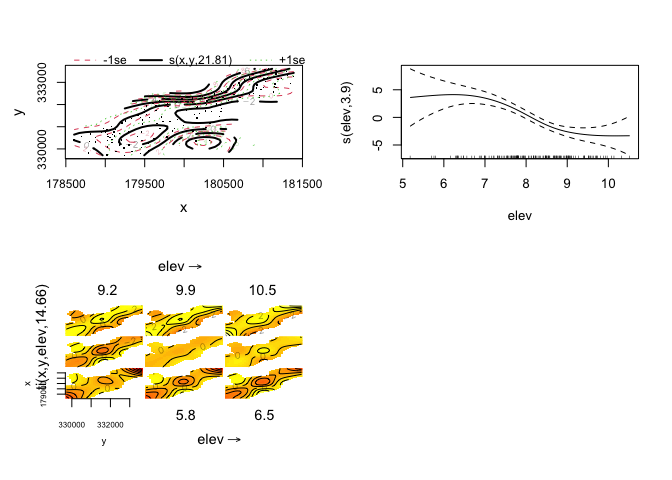 -1se s(x,y,21.81) +1se
y
333000
330000
178500 179500 180500 181500
x
s(elev,3.9)
5
0
-5
5 6 7 8 9 10
elev
elev →
9.2 9.9 10.5
ti(x,y,elev,14.66)
x
330000 332000
y
5.8 6.5
elev →